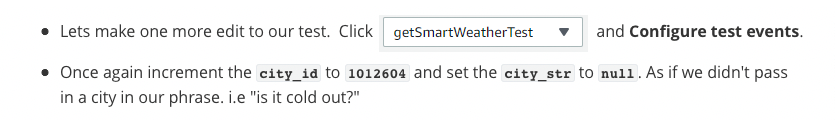 Lets make one more edit to our test. Click getSmartWeatherTest and Configure test events.
Once again increment the city_id to 1012604 and set the city_str to null. As if we didn't pass
in a city in our phrase. i.e "is it cold out?"